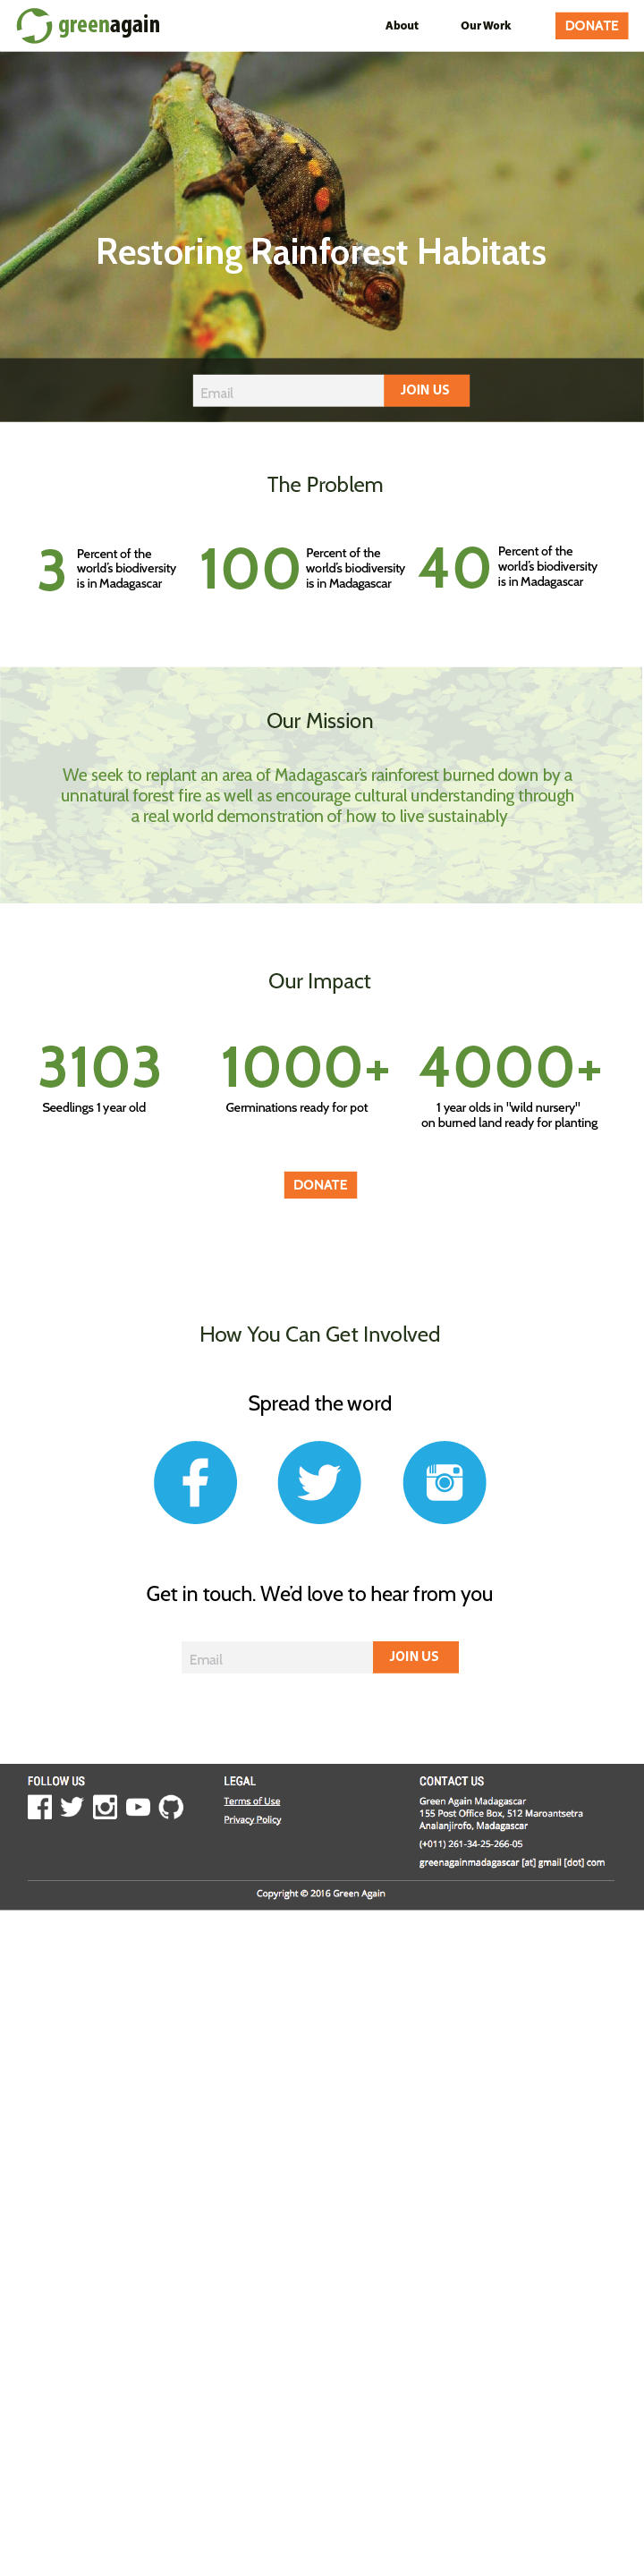 greenagain
About
Our Work
DONATE
Restoring Rainforest Habitats
Email
JOIN US
The Problem
3
Percent of the
world's biodiversity
is in Madagascar
100
Percent of the
world's biodiversity
is in Madagascar
40
Percent of the
world's biodiversity
is in Madagascar
Our Mission
We seek to replant an area of Madagascar's rainforest burned down by a
unnatural forest fire as well as encourage cultural understanding through
a real world demonstration of how to live sustainably
Our Impact
3103
Seedlings 1 year old
1000+
Germinations ready for pot
4000+
1 year olds in "wild nursery"
on burned land ready for planting
DONATE
How You Can Get Involved
Spread the word
Get in touch. We'd love to hear from you
Email
JOIN US
FOLLOW US
LEGAL
Terms of Use
Privacy Policy
CONTACT US
Green Again Madagascar
155 Post Office Box, 512 Maroantsetra
Analanjirofo, Madagascar
(+011) 261-34-25-266-05
greenagainmadagascar [at] gmail [dot] com
Copyright © 2016 Green Again